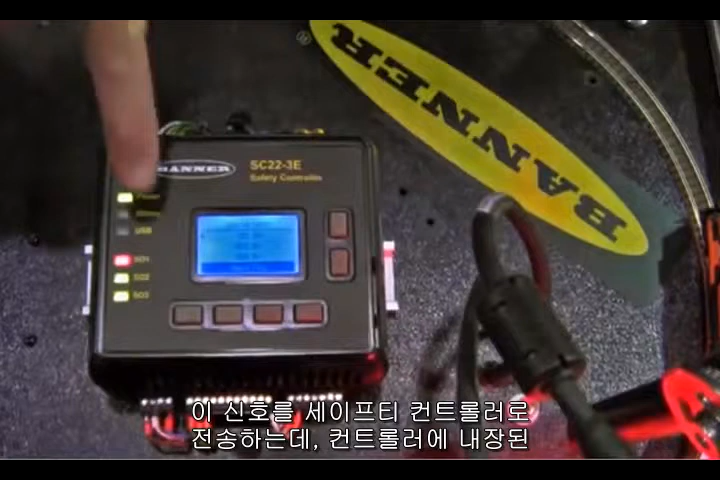 BANNER
BANNER
SC22-3E
Safety Controller
Power
USB
SO1
SO2
SO3
이 신호를 세이프티 컨트롤러로
전송하는데, 컨트롤러에 내장된